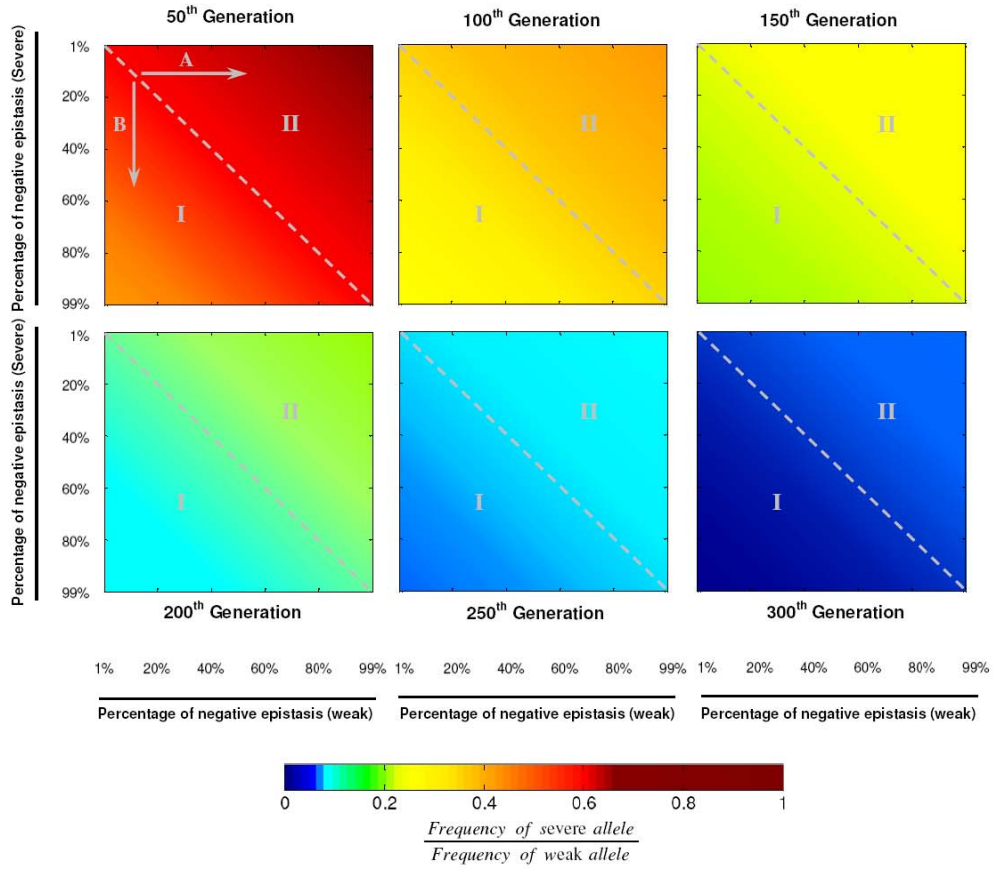 50th Generation
100th Generation
150th Generation
Percentage of negative epistasis (Severe)
1%
20%
40%
60%
80%
99%
A
B
II
I
II
I
II
I
Percentage of negative epistasis (Severe)
1%
20%
40%
60%
80%
99%
II
I
II
I
II
I
200th Generation
250th Generation
300th Generation
1% 20% 40% 60% 80% 99%
1% 20% 40% 60% 80% 99%
1% 20% 40% 60% 80% 99%
Percentage of negative epistasis (weak)
Percentage of negative epistasis (weak)
Percentage of negative epistasis (weak)
0 0.2 0.4 0.6 0.8 1
Frequency of severe allele
Frequency of weak allele